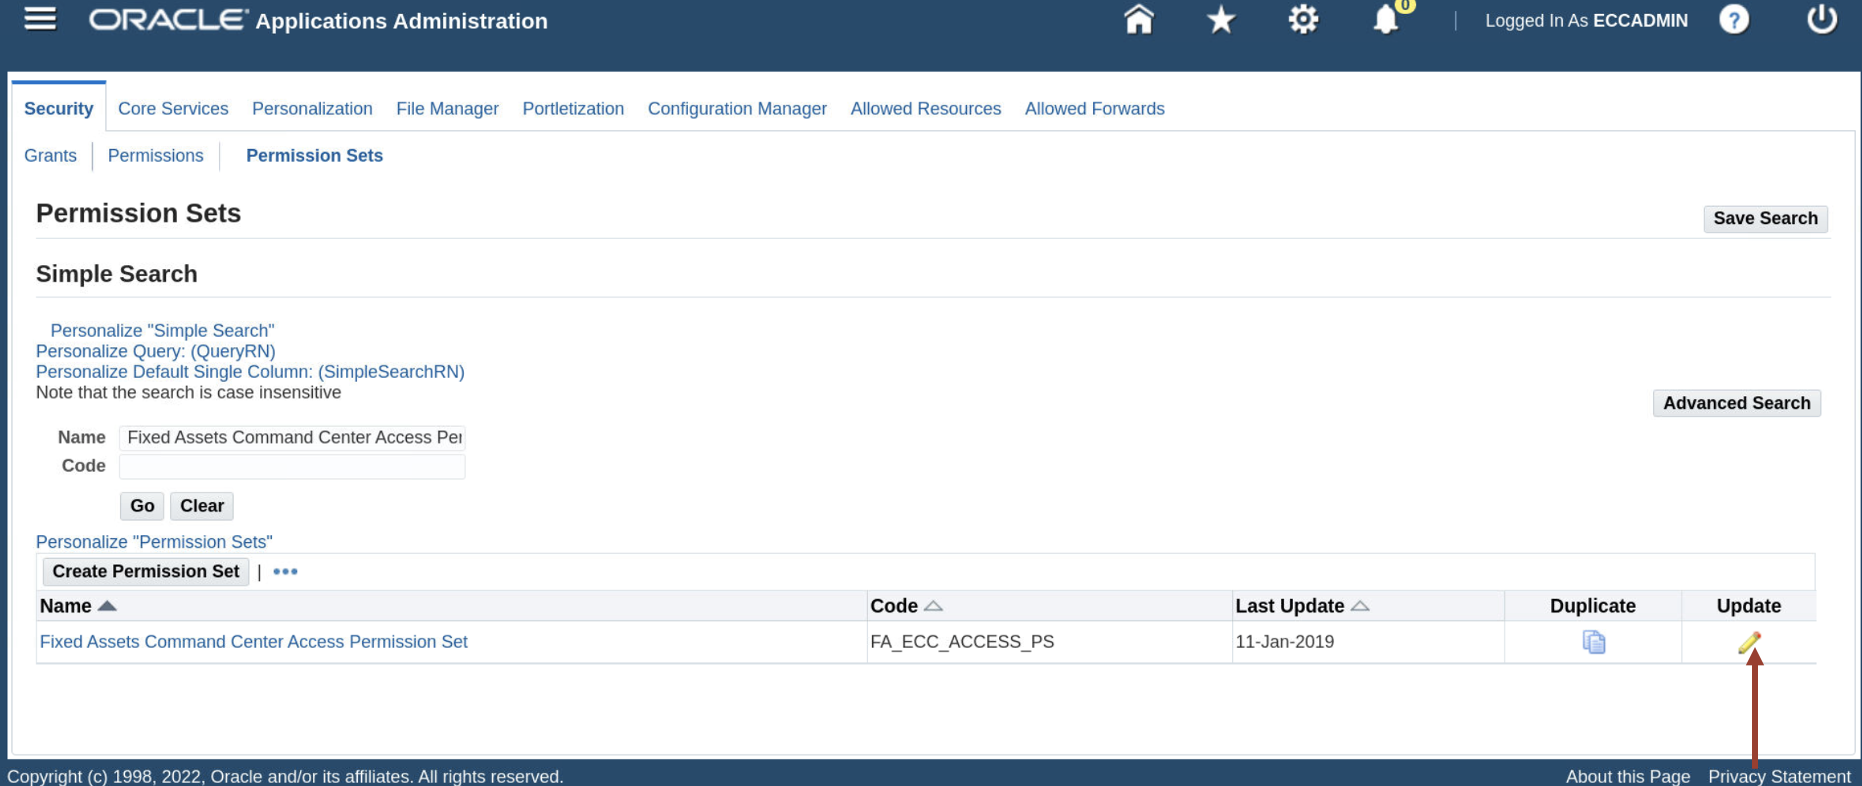 ORACLE® Applications Administration
0
Logged In As ECCADMIN
?
Security Core Services Personalization File Manager Portletization Configuration Manager Allowed Resources Allowed Forwards
Grants | Permissions | Permission Sets
Permission Sets
Save Search
Simple Search
Personalize "Simple Search"
Personalize Query: (QueryRN)
Personalize Default Single Column: (SimpleSearchRN)
Note that the search is case insensitive
Advanced Search
Name Fixed Assets Command Center Access Per
Code
Go Clear
Personalize "Permission Sets"
Create Permission Set | •••
Name Code Last Update Duplicate Update
Fixed Assets Command Center Access Permission Set FA_ECC_ACCESS_PS 11-Jan-2019
Copyright (c) 1998, 2022, Oracle and/or its affiliates. All rights reserved. About this Page Privacy Statement